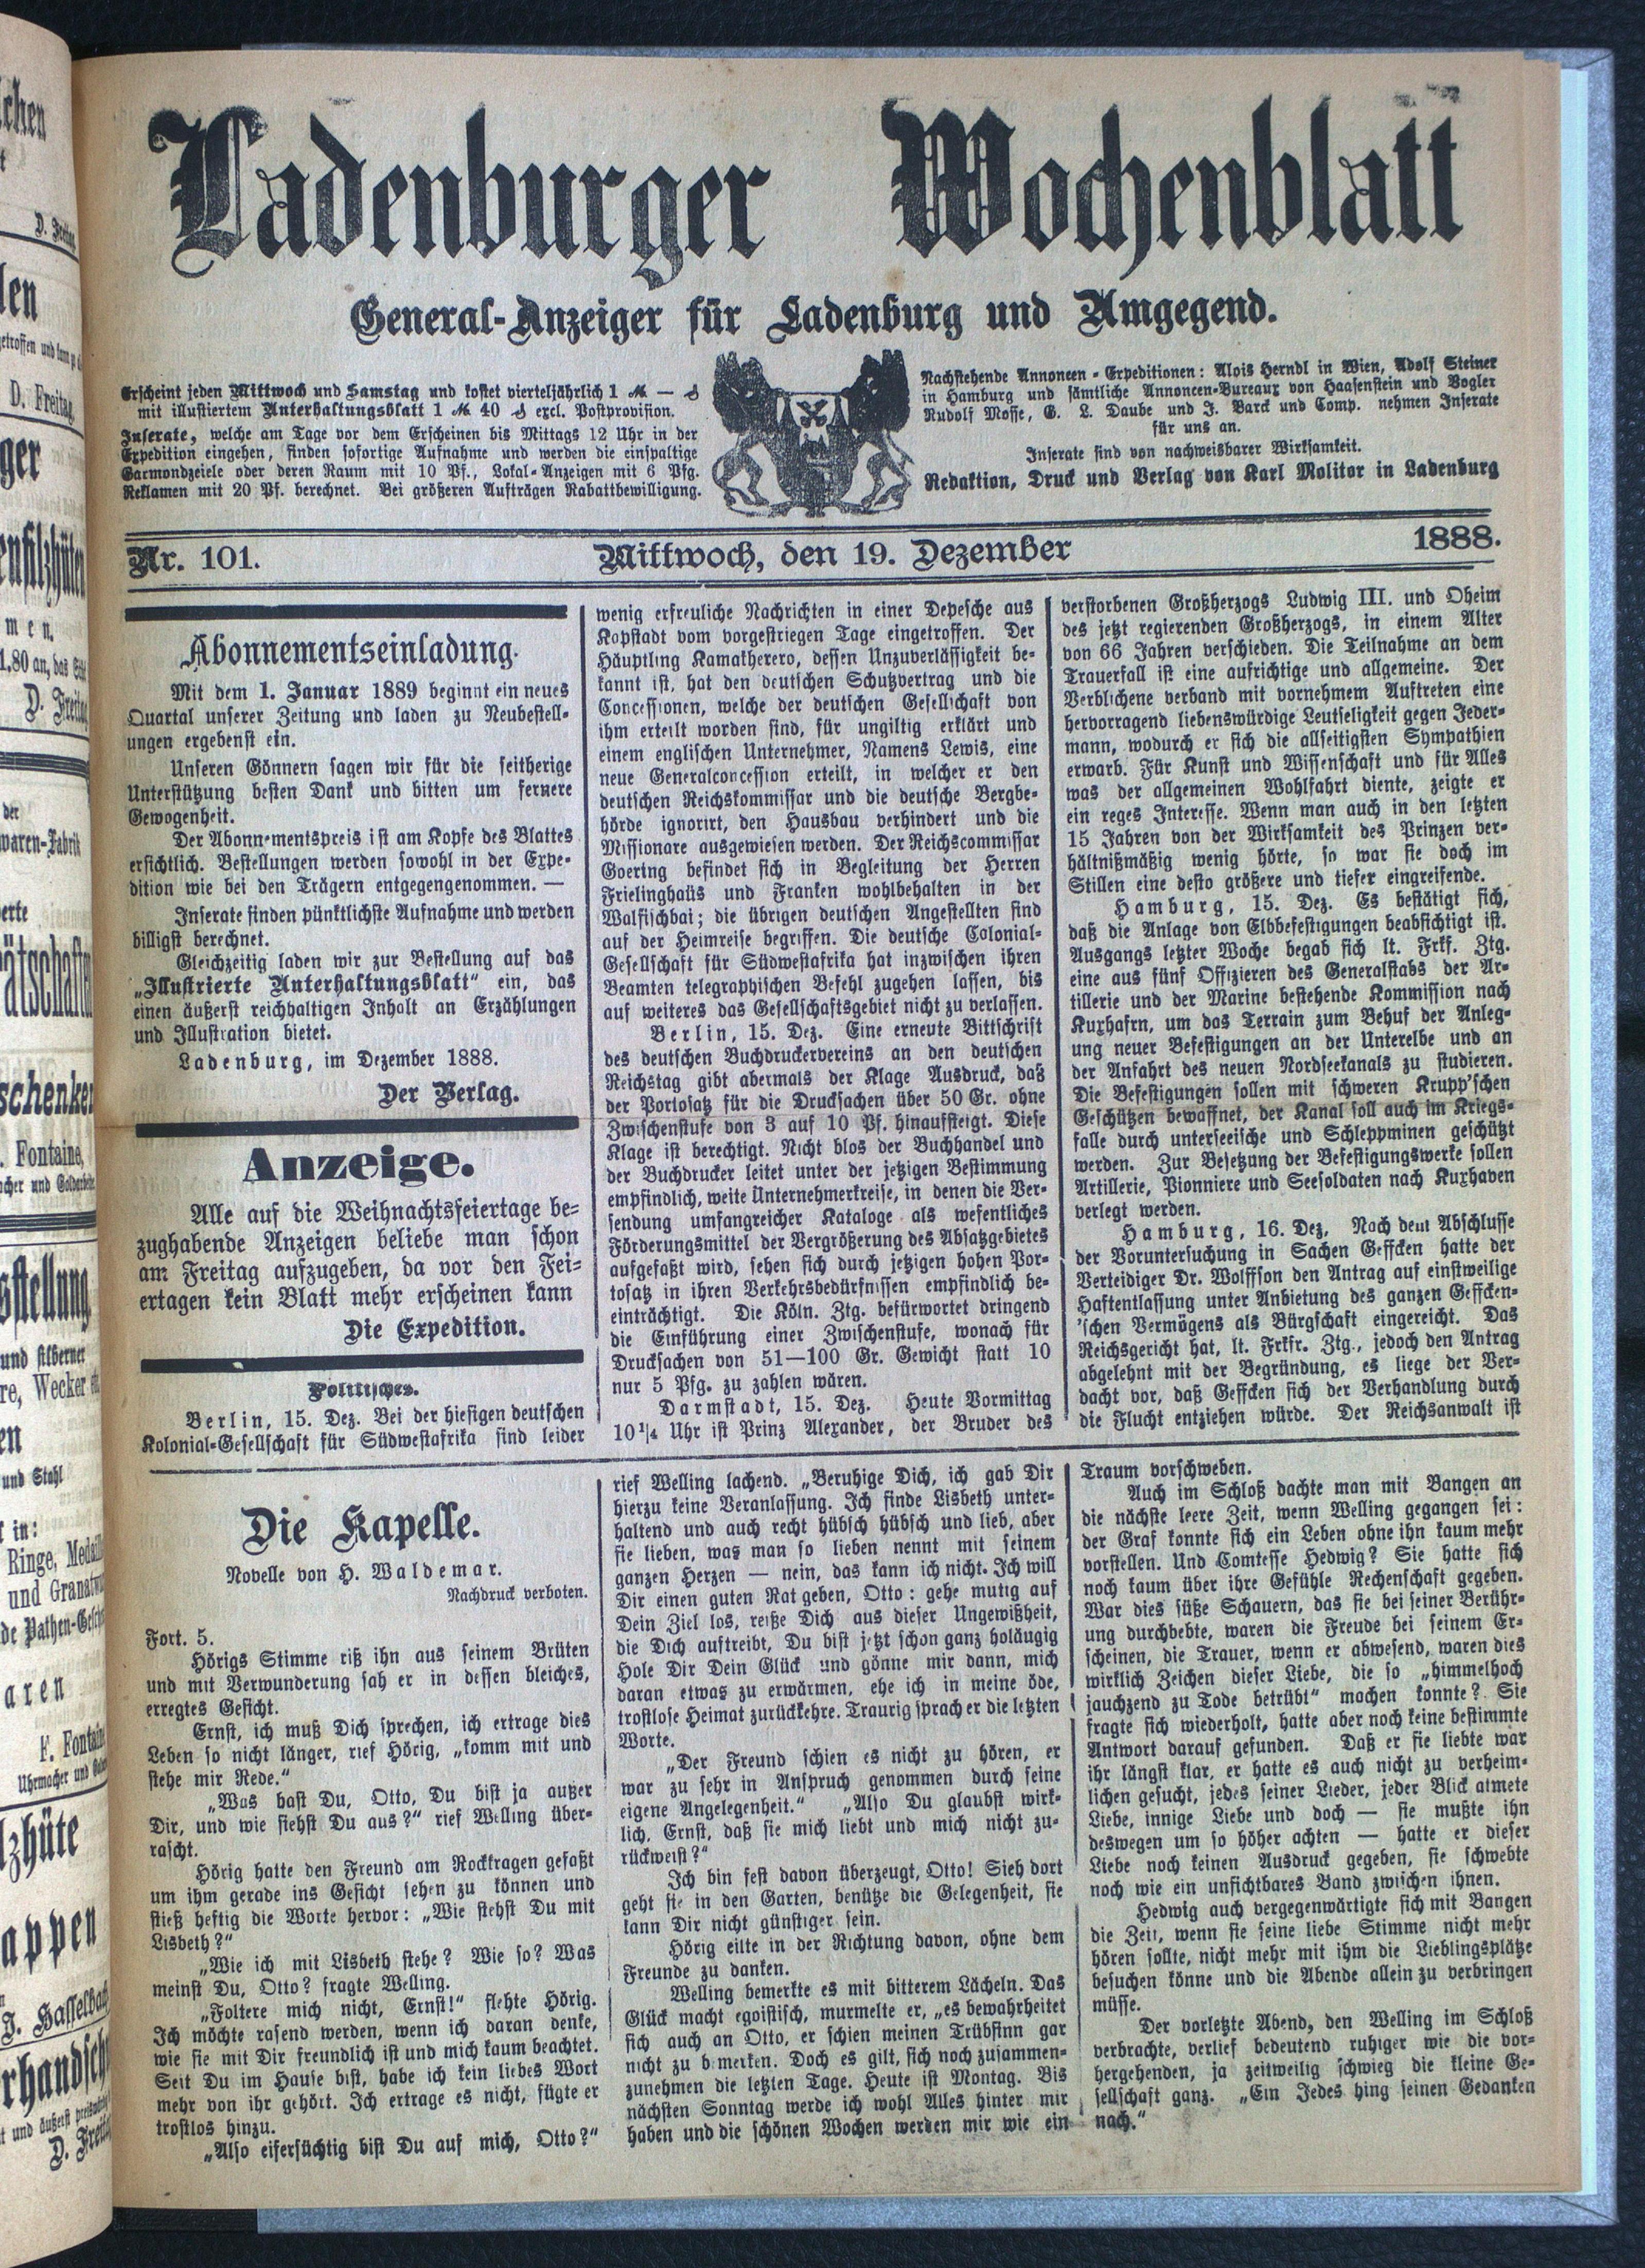 Ladenburger Wochenblatt
General-Anzeiger für Ladenburg und Umgegend.
Erscheint jeden Mittwoch und Samstag und kostet vierteljährlich 1 ℳ — ₰
mit illustiertem Unterhaltungsblatt 1 ℳ 40 ₰ excl. Postprovision.
Inserate, welche am Tage vor dem Erscheinen bis Mittags 12 Uhr in der
Expedition eingehen, finden sofortige Aufnahme und werden die einspaltige
Garmondzeiele oder deren Raum mit 10 Pf., Lokal-Anzeigen mit 6 Pfg.
Reklamen mit 20 Pf. berechnet. Bei größeren Aufträgen Rabattbewilligung.
Nachstehende Annoncen-Expeditionen: Alois Herndl in Wien, Adolf Steiner
in Hamburg und sämtliche Annoncen-Bureaux von Haasenstein und Vogler
Rudolf Mosse, G. L. Daube und J. Barck und Comp. nehmen Inserate
für uns an.
Inserate sind von nachweisbarer Wirksamkeit.
Redaktion, Druck und Verlag von Karl Molitor in Ladenburg
Nr. 101.
Mittwoch, den 19. Dezember
1888.
Abonnementseinladung.
Mit dem 1. Januar 1889 beginnt ein neues
Quartal unserer Zeitung und laden zu Neubestell-
ungen ergebenst ein.
Unseren Gönnern sagen wir für die seitherige
Unterstützung besten Dank und bitten um fernere
Gewogenheit.
Der Abonnementspreis ist am Kopfe des Blattes
ersichtlich. Bestellungen werden sowohl in der Expe-
dition wie bei den Trägern entgegengenommen. —
Inserate finden pünktlichste Aufnahme und werden
billigst berechnet.
Gleichzeitig laden wir zur Bestellung auf das
„Illustrierte Unterhaltungsblatt“ ein, das
einen äußerst reichhaltigen Inhalt an Erzählungen
und Illustration bietet.
Ladenburg, im Dezember 1888.
Der Verlag.
Anzeige.
Alle auf die Weihnachtsfeiertage be-
zughabende Anzeigen beliebe man schon
am Freitag aufzugeben, da vor den Fei-
ertagen kein Blatt mehr erscheinen kann
Die Expedition.
Politisches.
Berlin, 15. Dez. Bei der hiesigen deutschen
Kolonial-Gesellschaft für Südwestafrika sind leider
wenig erfreuliche Nachrichten in einer Depesche aus
Kopstadt vom vorgestriegen Tage eingetroffen. Der
Häuptling Kamakherero, dessen Unzuverlässigkeit be-
kannt ist, hat den deutschen Schutzvertrag und die
Concessionen, welche der deutschen Gesellschaft von
ihm erteilt worden sind, für ungiltig erklärt und
einem englischen Unternehmer, Namens Lewis, eine
neue Generalconcession erteilt, in welcher er den
deutschen Reichskommissar und die deutsche Bergbe-
hörde ignorirt, den Hausbau verhindert und die
Missionare ausgewiesen werden. Der Reichscommissar
Goering befindet sich in Begleitung der Herren
Frielinghaüs und Franken wohlbehalten in der
Walfischbai; die übrigen deutschen Angestellten sind
auf der Heimreise begriffen. Die deutsche Colonial-
Gesellschaft für Südwestafrika hat inzwischen ihren
Beamten telegraphischen Befehl zugehen lassen, bis
auf weiteres das Gesellschaftsgebiet nicht zu verlassen.
Berlin, 15. Dez. Eine erneute Bittschrift
des deutschen Buchdruckervereins an den deutschen
Reichstag gibt abermals der Klage Ausdruck, daß
der Portosatz für die Drucksachen über 50 Gr. ohne
Zwischenstufe von 3 auf 10 Pf. hinaufsteigt. Diese
Klage ist berechtigt. Nicht blos der Buchhandel und
der Buchdrucker leitet unter der jetzigen Bestimmung
empfindlich, weite Unternehmerkreise, in denen die Ver-
sendung umfangreicher Kataloge als wesentliches
Förderungsmittel der Vergrößerung des Absatzgebietes
aufgefaßt wird, sehen sich durch jetzigen hohen Por-
tosatz in ihren Verkehrsbedürfnissen empfindlich be-
einträchtigt. Die Köln. Ztg. befürwortet dringend
die Einführung einer Zwischenstufe, wonach für
Drucksachen von 51—100 Gr. Gewicht statt 10
nur 5 Pfg. zu zahlen wären.
Darmstadt, 15. Dez. Heute Vormittag
10¼ Uhr ist Prinz Alexander, der Bruder des
verstorbenen Großherzogs Ludwig III. und Oheim
des jetzt regierenden Großherzogs, in einem Alter
von 66 Jahren verschieden. Die Teilnahme an dem
Trauerfall ist eine aufrichtige und allgemeine. Der
Verblichene verband mit vornehmem Auftreten eine
hervorragend liebenswürdige Leutseligkeit gegen Jeder-
mann, wodurch er sich die allseitigsten Sympathien
erwarb. Für Kunst und Wissenschaft und für Alles
was der allgemeinen Wohlfahrt diente, zeigte er
ein reges Interesse. Wenn man auch in den letzten
15 Jahren von der Wirksamkeit des Prinzen ver-
hältnißmäßig wenig hörte, so war sie doch im
Stillen eine desto größere und tiefer eingreifende.
Hamburg, 15. Dez. Es bestätigt sich,
daß die Anlage von Elbbefestigungen beabsichtigt ist.
Ausgangs letzter Woche begab sich lt. Frkf. Ztg.
eine aus fünf Offizieren des Generalstabs der Ar-
tillerie und der Marine bestehende Kommission nach
Kuxhafrn, um das Terrain zum Behuf der Anleg-
ung neuer Befestigungen an der Unterelbe und an
der Anfahrt des neuen Nordseekanals zu studieren.
Die Befestigungen sollen mit schweren Krupp'schen
Geschützen bewaffnet, der Kanal soll auch im Kriegs-
falle durch unterseeische und Schleppminen geschützt
werden. Zur Besetzung der Befestigungswerke sollen
Artillerie, Pionniere und Seesoldaten nach Kuxhaven
verlegt werden.
Hamburg, 16. Dez. Nach dem Abschlusse
der Voruntersuchung in Sachen Geffcken hatte der
Verteidiger Dr. Wolffson den Antrag auf einstweilige
Haftentlassung unter Anbietung des ganzen Geffcken-
'schen Vermögens als Bürgschaft eingereicht. Das
Reichsgericht hat, lt. Frkfr. Ztg., jedoch den Antrag
abgelehnt mit der Begründung, es liege der Ver-
dacht vor, daß Geffcken sich der Verhandlung durch
die Flucht entziehen würde. Der Reichsanwalt ist
Die Kapelle.
Novelle von H. Waldemar.
Nachdruck verboten.
Fort. 5.
Hörigs Stimme riß ihn aus seinem Brüten
und mit Verwunderung sah er in dessen bleiches,
erregtes Gesicht.
Ernst, ich muß Dich sprechen, ich ertrage dies
Leben so nicht länger, rief Hörig, „komm mit und
stehe mir Rede.“
„Was hast Du, Otto, Du bist ja außer
Dir, und wie siehst Du aus?“ rief Welling über-
rascht.
Hörig hatte den Freund am Rockkragen gefaßt
um ihm gerade ins Gesicht sehen zu können und
stieß heftig die Worte hervor: „Wie stehst Du mit
Lisbeth?“
„Wie ich mit Lisbeth stehe? Wie so? Was
meinst Du, Otto? fragte Welling.
„Foltere mich nicht, Ernst!“ flehte Hörig.
Ich möchte rasend werden, wenn ich daran denke,
wie sie mit Dir freundlich ist und mich kaum beachtet.
Seit Du im Hause bist, habe ich kein liebes Wort
mehr von ihr gehört. Ich ertrage es nicht, fügte er
trostlos hinzu.
„Also eifersüchtig bist Du auf mich, Otto?“
rief Welling lachend. „Beruhige Dich, ich gab Dir
hierzu keine Veranlassung. Ich finde Lisbeth unter-
haltend und auch recht hübsch hübsch und lieb, aber
sie lieben, was man so lieben nennt mit seinem
ganzen Herzen — nein, das kann ich nicht. Ich will
Dir einen guten Rat geben, Otto: gehe mutig auf
Dein Ziel los, reiße Dich aus dieser Ungewißheit,
die Dich auftreibt, Du bist jetzt schon ganz holäugig
Hole Dir Dein Glück und gönne mir dann, mich
daran etwas zu erwärmen, ehe ich in meine öde,
trostlose Heimat zurückkehre. Traurig sprach er die letzten
Worte.
„Der Freund schien es nicht zu hören, er
war zu sehr in Anspruch genommen durch seine
eigene Angelegenheit.“ „Also Du glaubst wirk-
lich. Ernst, daß sie mich liebt und mich nicht zu-
rückweist?“
Ich bin fest davon überzeugt, Otto! Sieh dort
geht sie in den Garten, benütze die Gelegenheit, sie
kann Dir nicht günstiger sein.
Hörig eilte in der Richtung davon, ohne dem
Freunde zu danken.
Welling bemerkte es mit bitterem Lächeln. Das
Glück macht egoistisch, murmelte er, „es bewahrheitet
sich auch an Otto, er schien meinen Trübsinn gar
nicht zu bemerken. Doch es gilt, sich noch zusammen-
zunehmen die letzten Tage. Heute ist Montag. Bis
nächsten Sonntag werde ich wohl Alles hinter mir
haben und die schönen Wochen werden mir wie ein
Traum vorschweben.
Auch im Schloß dachte man mit Bangen an
die nächste leere Zeit, wenn Welling gegangen sei:
der Graf konnte sich ein Leben ohne ihn kaum mehr
vorstellen. Und Comtesse Hedwig? Sie hatte sich
noch kaum über ihre Gefühle Rechenschaft gegeben.
War dies süße Schauern, das sie bei seiner Berühr-
ung durchbebte, waren die Freude bei seinem Er-
scheinen, die Trauer, wenn er abwesend, waren dies
wirklich Zeichen dieser Liebe, die so „himmelhoch
jauchzend zu Tode betrübt“ machen konnte? Sie
fragte sich wiederholt, hatte aber noch keine bestimmte
Antwort darauf gefunden. Daß er sie liebte war
ihr längst klar, er hatte es auch nicht zu verheim-
lichen gesucht, jedes seiner Lieder, jeder Blick atmete
Liebe, innige Liebe und doch — sie mußte ihn
deswegen um so höher achten — hatte er dieser
Liebe noch keinen Ausdruck gegeben, sie schwebte
noch wie ein unsichtbares Band zwischen ihnen.
Hedwig auch vergegenwärtigte sich mit Bangen
die Zeit, wenn sie seine liebe Stimme nicht mehr
hören sollte, nicht mehr mit ihm die Lieblingsplätze
besuchen könne und die Abende allein zu verbringen
müsse.
Der vorletzte Abend, den Welling im Schloß
verbrachte, verlief bedeutend ruhiger wie die vor-
hergehenden, ja zeitweilig schwieg die kleine Ge-
sellschaft ganz. „Ein Jedes hing seinen Gedanken
nach.“